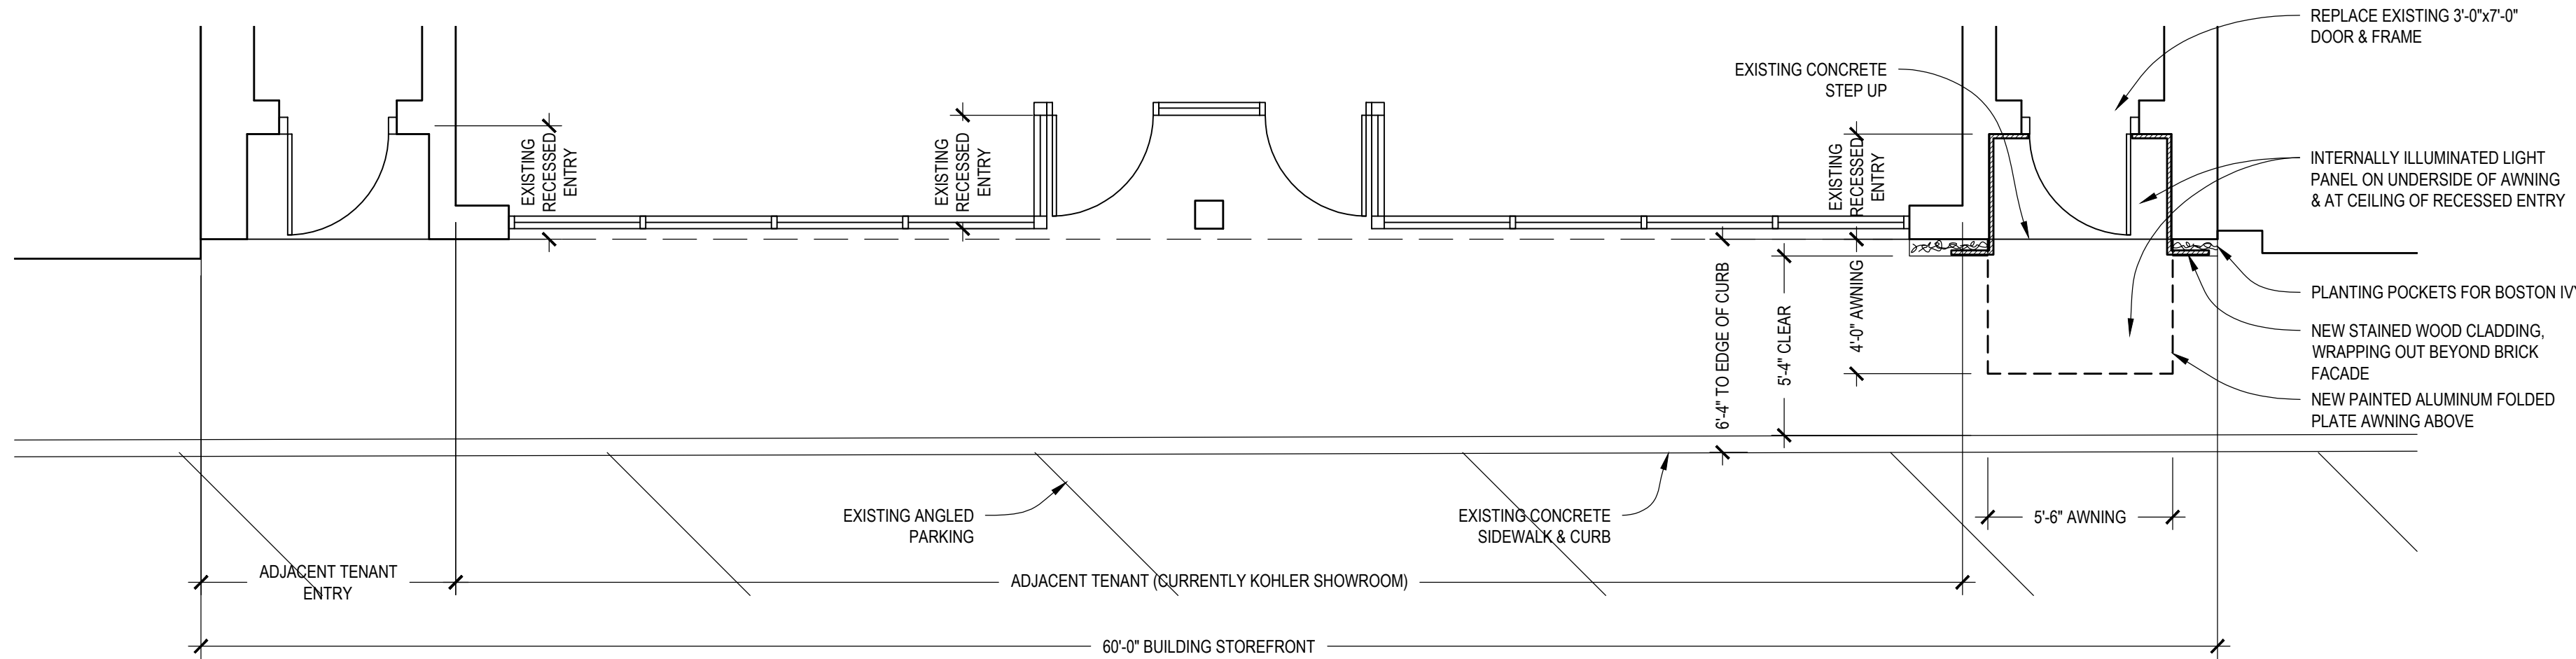 REPLACE EXISTING 3'-0"x7'-0"
DOOR & FRAME
EXISTING CONCRETE
STEP UP
EXISTING
RECESSED
ENTRY
EXISTING
RECESSED
ENTRY
EXISTING
RECESSED
ENTRY
INTERNALLY ILLUMINATED LIGHT
PANEL ON UNDERSIDE OF AWNING
& AT CEILING OF RECESSED ENTRY
6'-4" TO EDGE OF CURB
5'-4" CLEAR
4'-0" AWNING
PLANTING POCKETS FOR BOSTON IV
NEW STAINED WOOD CLADDING,
WRAPPING OUT BEYOND BRICK
FACADE
NEW PAINTED ALUMINUM FOLDED
PLATE AWNING ABOVE
EXISTING ANGLED
PARKING
EXISTING CONCRETE
SIDEWALK & CURB
5'-6" AWNING
ADJACENT TENANT
ENTRY
ADJACENT TENANT (CURRENTLY KOHLER SHOWROOM)
60'-0" BUILDING STOREFRONT